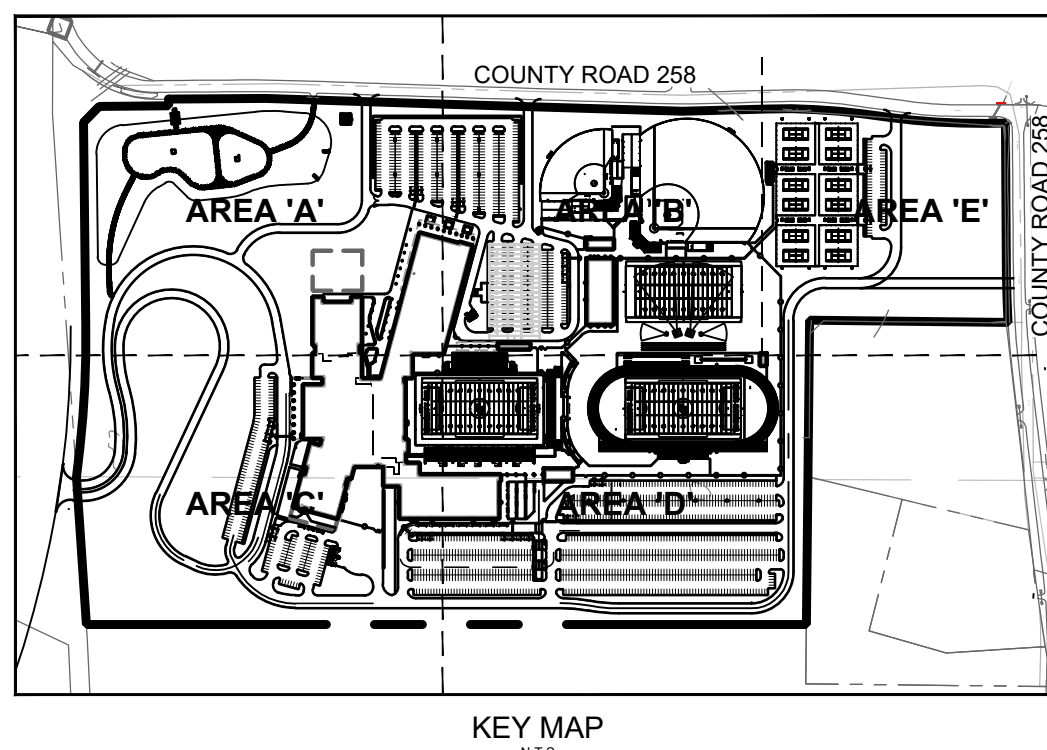 COUNTY ROAD 258
COUNTY ROAD 258
AREA 'A'
AREA 'B'
AREA 'E'
AREA 'C'
AREA 'D'
KEY MAP
N.T.S.